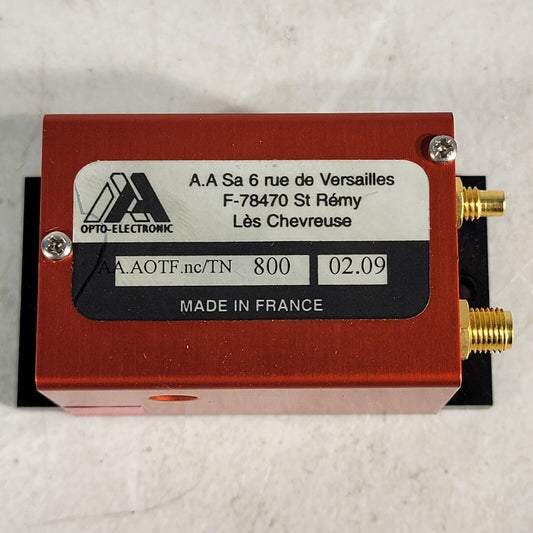 A.A Sa 6 rue de Versailles
F-78470 St Rémy
Lès Chevreuse
OPTO-ELECTRONIC
AA.AOTF.nc/TN 800 02.09
MADE IN FRANCE